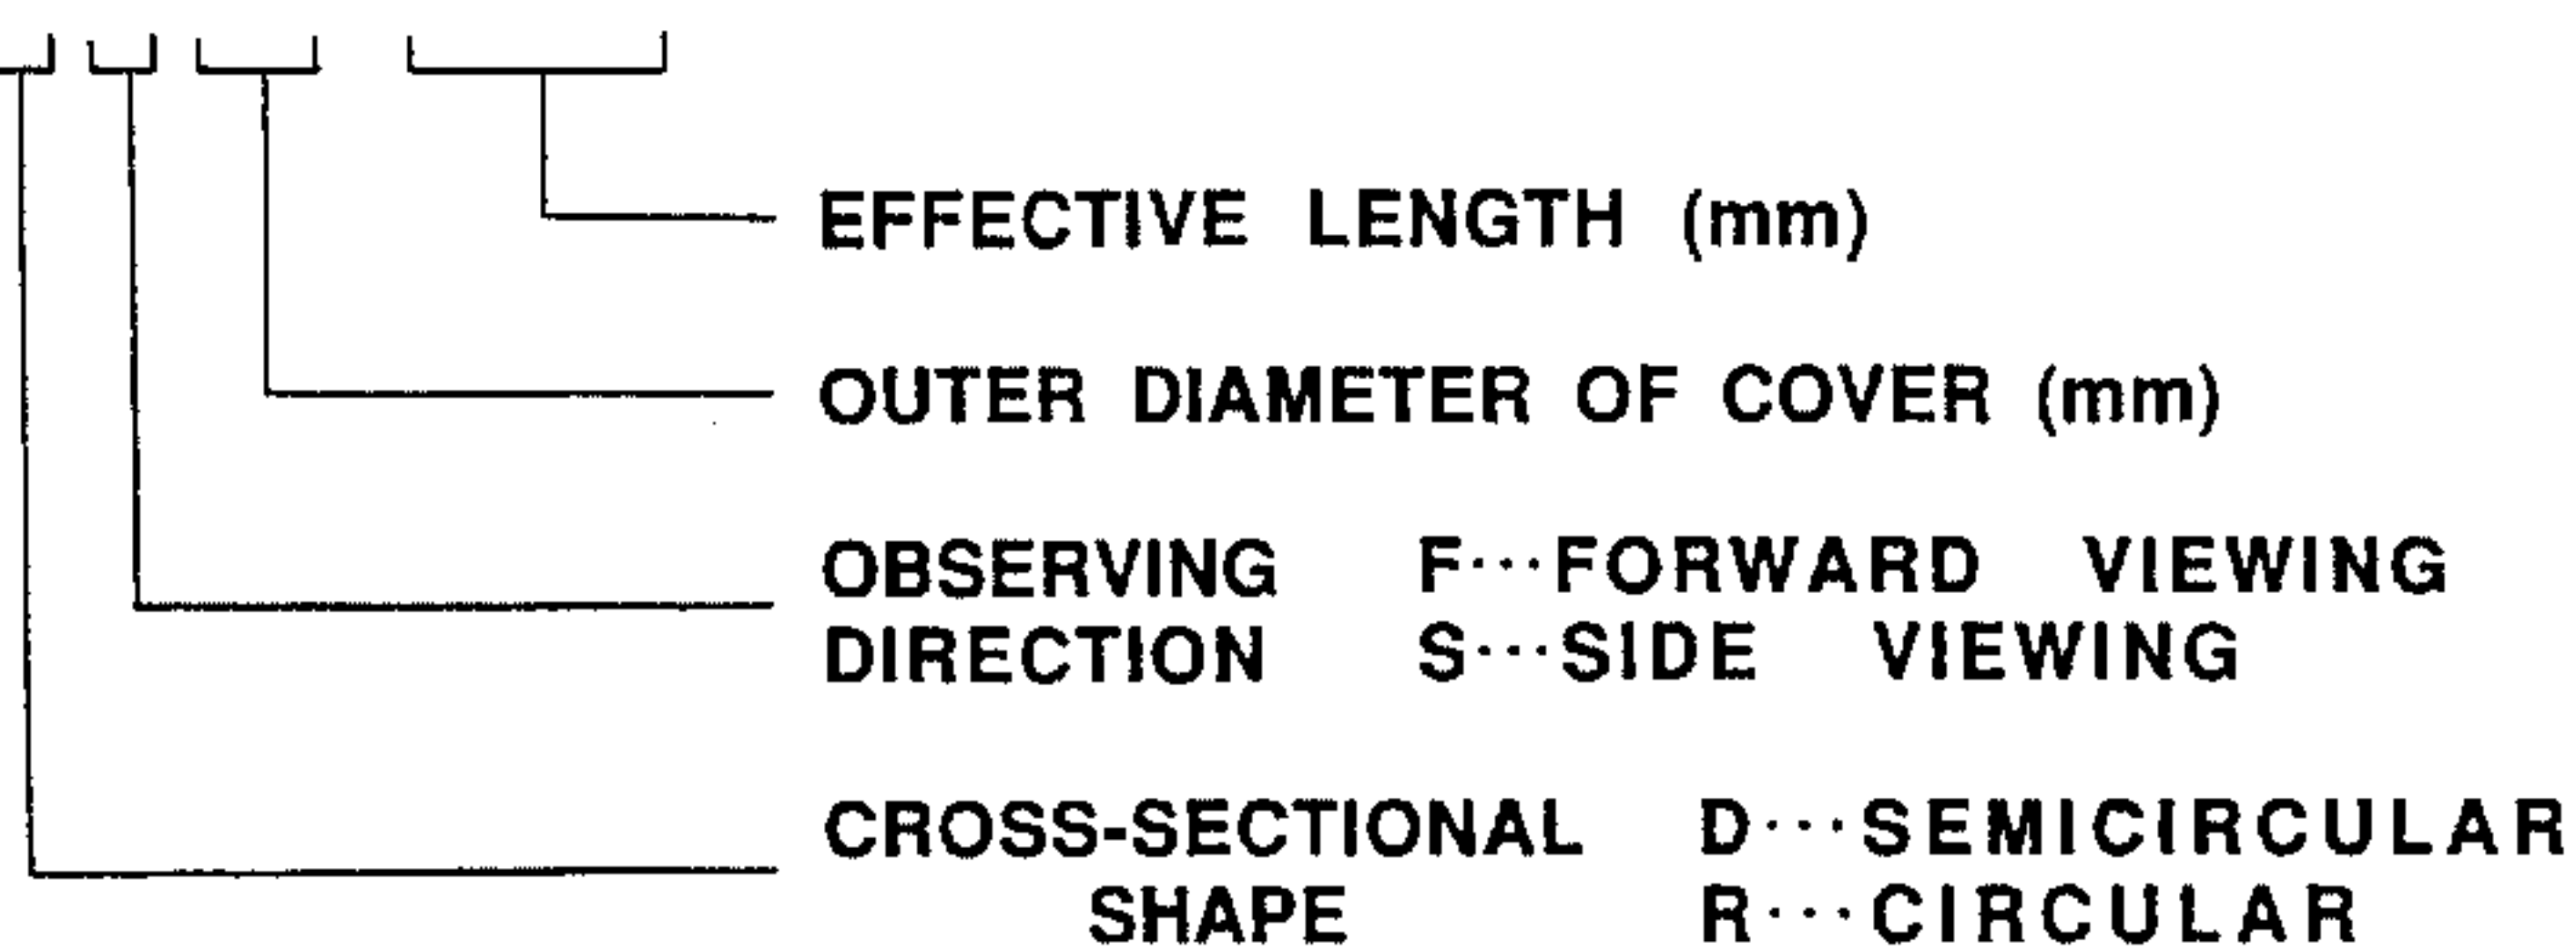 EFFECTIVE LENGTH (mm)
OUTER DIAMETER OF COVER (mm)
OBSERVING F···FORWARD VIEWING
DIRECTION S···SIDE VIEWING
CROSS-SECTIONAL D···SEMICIRCULAR
SHAPE R···CIRCULAR